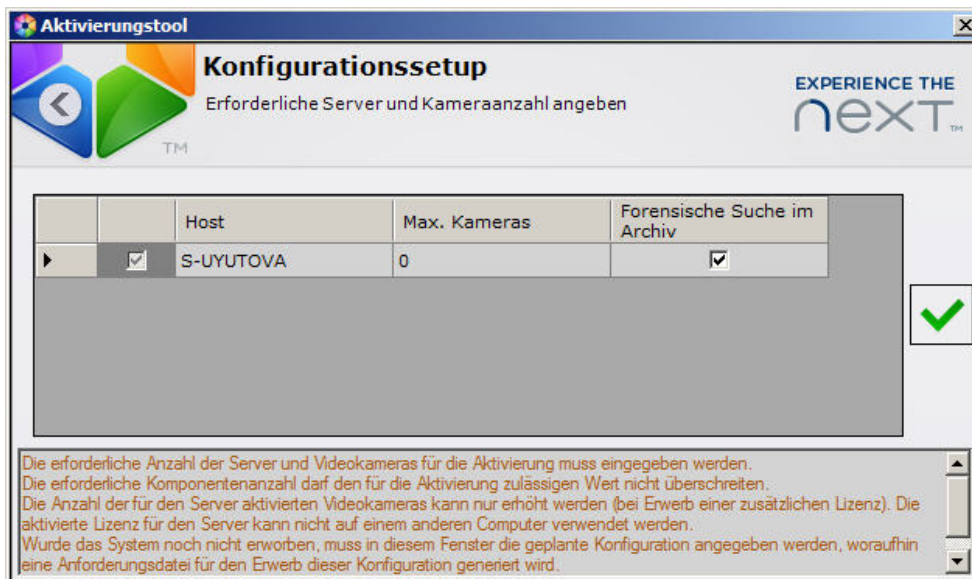 Aktivierungstool
Konfigurationssetup
Erforderliche Server und Kameraanzahl angeben
EXPERIENCE THE
next™
TM
Host
Max. Kameras
Forensische Suche im
Archiv
S-UYUTOVA
0
Die erforderliche Anzahl der Server und Videokameras für die Aktivierung muss eingegeben werden.
Die erforderliche Komponentenanzahl darf den für die Aktivierung zulässigen Wert nicht überschreiten.
Die Anzahl der für den Server aktivierten Videokameras kann nur erhöht werden (bei Erwerb einer zusätzlichen Lizenz). Die
aktivierte Lizenz für den Server kann nicht auf einem anderen Computer verwendet werden.
Wurde das System noch nicht erworben, muss in diesem Fenster die geplante Konfiguration angegeben werden, woraufhin
eine Anforderungsdatei für den Erwerb dieser Konfiguration generiert wird.